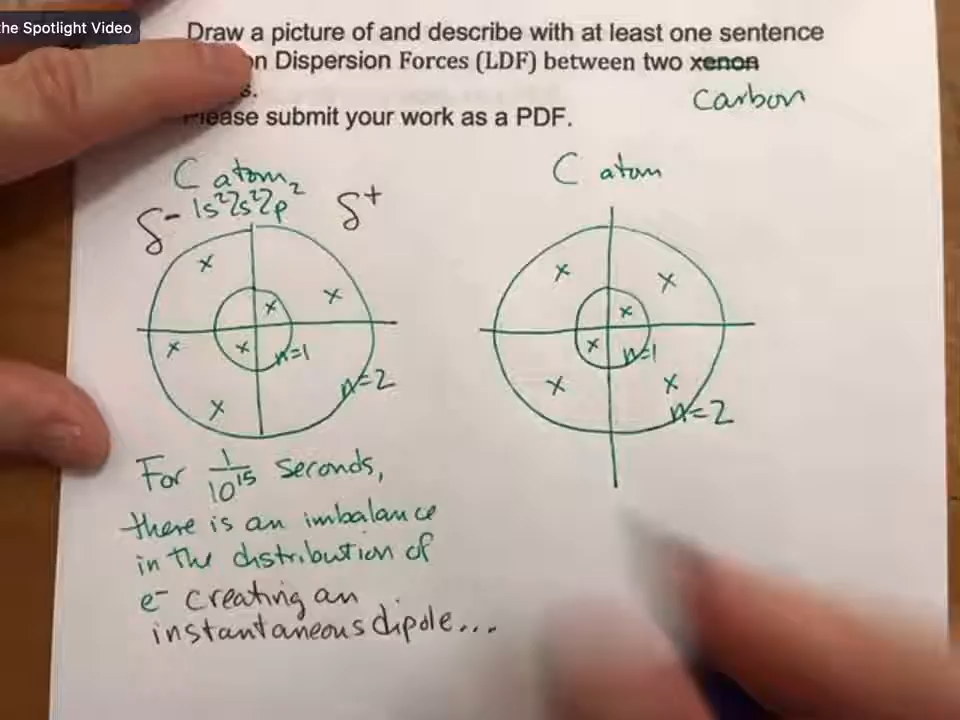 the Spotlight Video
Draw a picture of and describe with at least one sentence
Dispersion Forces (LDF) between two xenon
carbon
Please submit your work as a PDF.
C atom
1s²2s²2p²
δ- δ+
n=1
n=2
C atom
n=1
n=2
For 1/10¹⁵ seconds,
there is an imbalance
in the distribution of
e- creating an
instantaneous dipole...